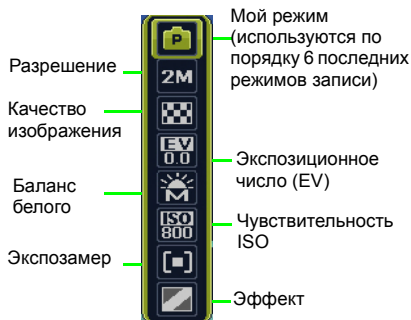 Мой режим
(используются по
порядку 6 последних
режимов записи)
P
Разрешение
2M
Качество
изображения
EV
0.0
Экспозиционное
число (EV)
Баланс
белого
M
ISO
800
Чувствительность
ISO
Экспозамер
Эффект